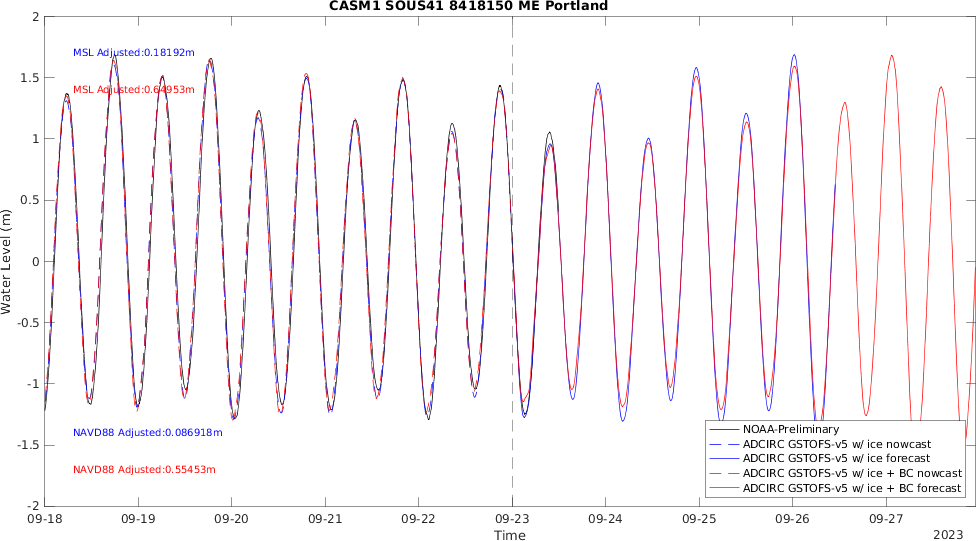 CASM1 SOUS41 8418150 ME Portland
2
1.5
1
0.5
0
-0.5
-1
-1.5
-2
Water Level (m)
MSL Adjusted:0.18192m
MSL Adjusted:0.64953m
NAVD88 Adjusted:0.086918m
NAVD88 Adjusted:0.55453m
NOAA-Preliminary
ADCIRC GSTOFS-v5 w/ ice nowcast
ADCIRC GSTOFS-v5 w/ ice forecast
ADCIRC GSTOFS-v5 w/ ice + BC nowcast
ADCIRC GSTOFS-v5 w/ ice + BC forecast
09-18 09-19 09-20 09-21 09-22 09-23 09-24 09-25 09-26 09-27
Time
2023